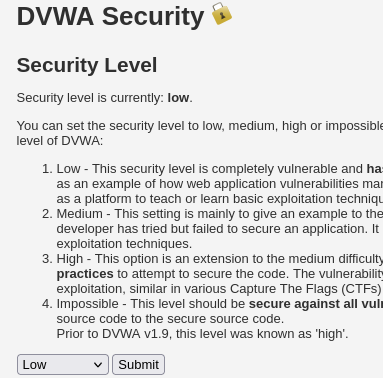 DVWA Security
Security Level
Security level is currently: low.
You can set the security level to low, medium, high or impossible
level of DVWA:
1. Low - This security level is completely vulnerable and has
as an example of how web application vulnerabilities
as a platform to teach or learn basic exploitation
2. Medium - This setting is mainly to give an example to the
developer has tried but failed to secure an application. It
exploitation techniques.
3. High - This option is an extension to the medium difficulty
practices to attempt to secure the code. The vulnerability
exploitation, similar in various Capture The Flags (CTFs)
4. Impossible - This level should be secure against all
source code to the secure source code.
Prior to DVWA v1.9, this level was known as 'high'.
Low
Submit